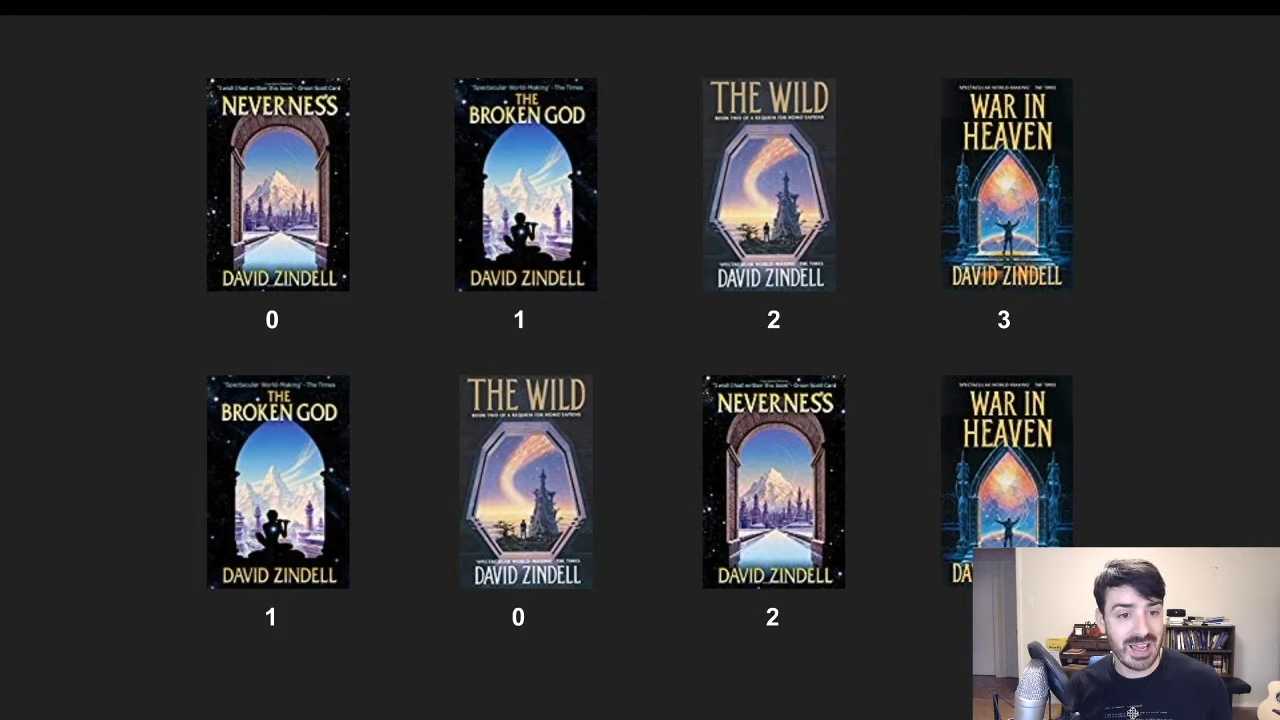 "I wish I had written this book" - Orson Scott Card
NEVERNESS
DAVID ZINDELL
0
"Spectacular World-Making" - The Times
THE
BROKEN GOD
DAVID ZINDELL
1
THE WILD
BOOK TWO OF A REQUIEM FOR HOMO SAPIENS
'SPECTACULAR WORLD-MAKING' THE TIMES
DAVID ZINDELL
2
'SPECTACULAR WORLD-MAKING' THE TIMES
WAR IN
HEAVEN
DAVID ZINDELL
3
"Spectacular World-Making" - The Times
THE
BROKEN GOD
DAVID ZINDELL
1
THE WILD
BOOK TWO OF A REQUIEM FOR HOMO SAPIENS
'SPECTACULAR WORLD-MAKING' THE TIMES
DAVID ZINDELL
0
"I wish I had written this book" - Orson Scott Card
NEVERNESS
DAVID ZINDELL
2
'SPECTACULAR WORLD-MAKING' THE TIMES
WAR IN
HEAVEN